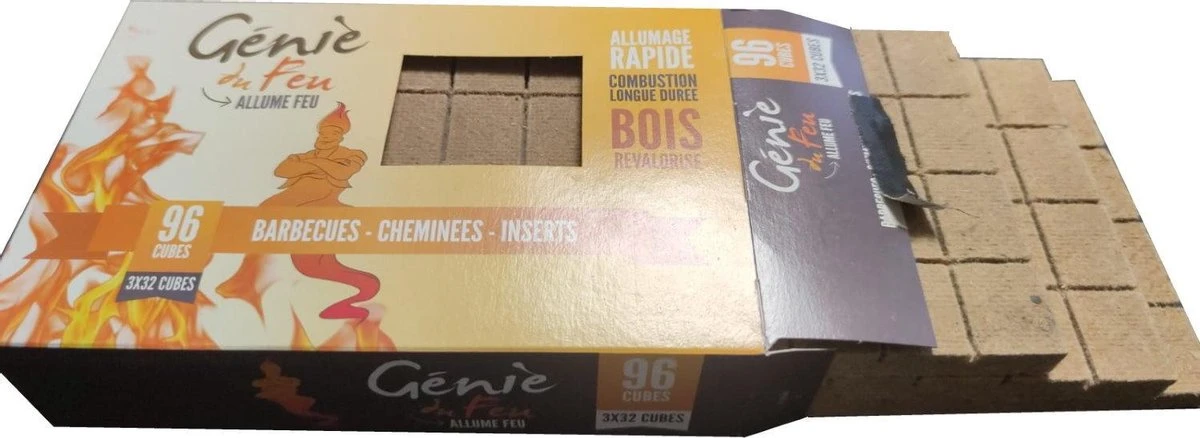 Génie
du Feu
ALLUME FEU
ALLUMAGE
RAPIDE
COMBUSTION
LONGUE DUREE
BOIS
REVALORISE
96
CUBES
3X32 CUBES
BARBECUES - CHEMINEES - INSERTS
96
CUBES
3X32 CUBES
Génie
du Feu
ALLUME FEU
BARBECUES
Génie
du Feu
ALLUME FEU
96
CUBES
3X32 CUBES